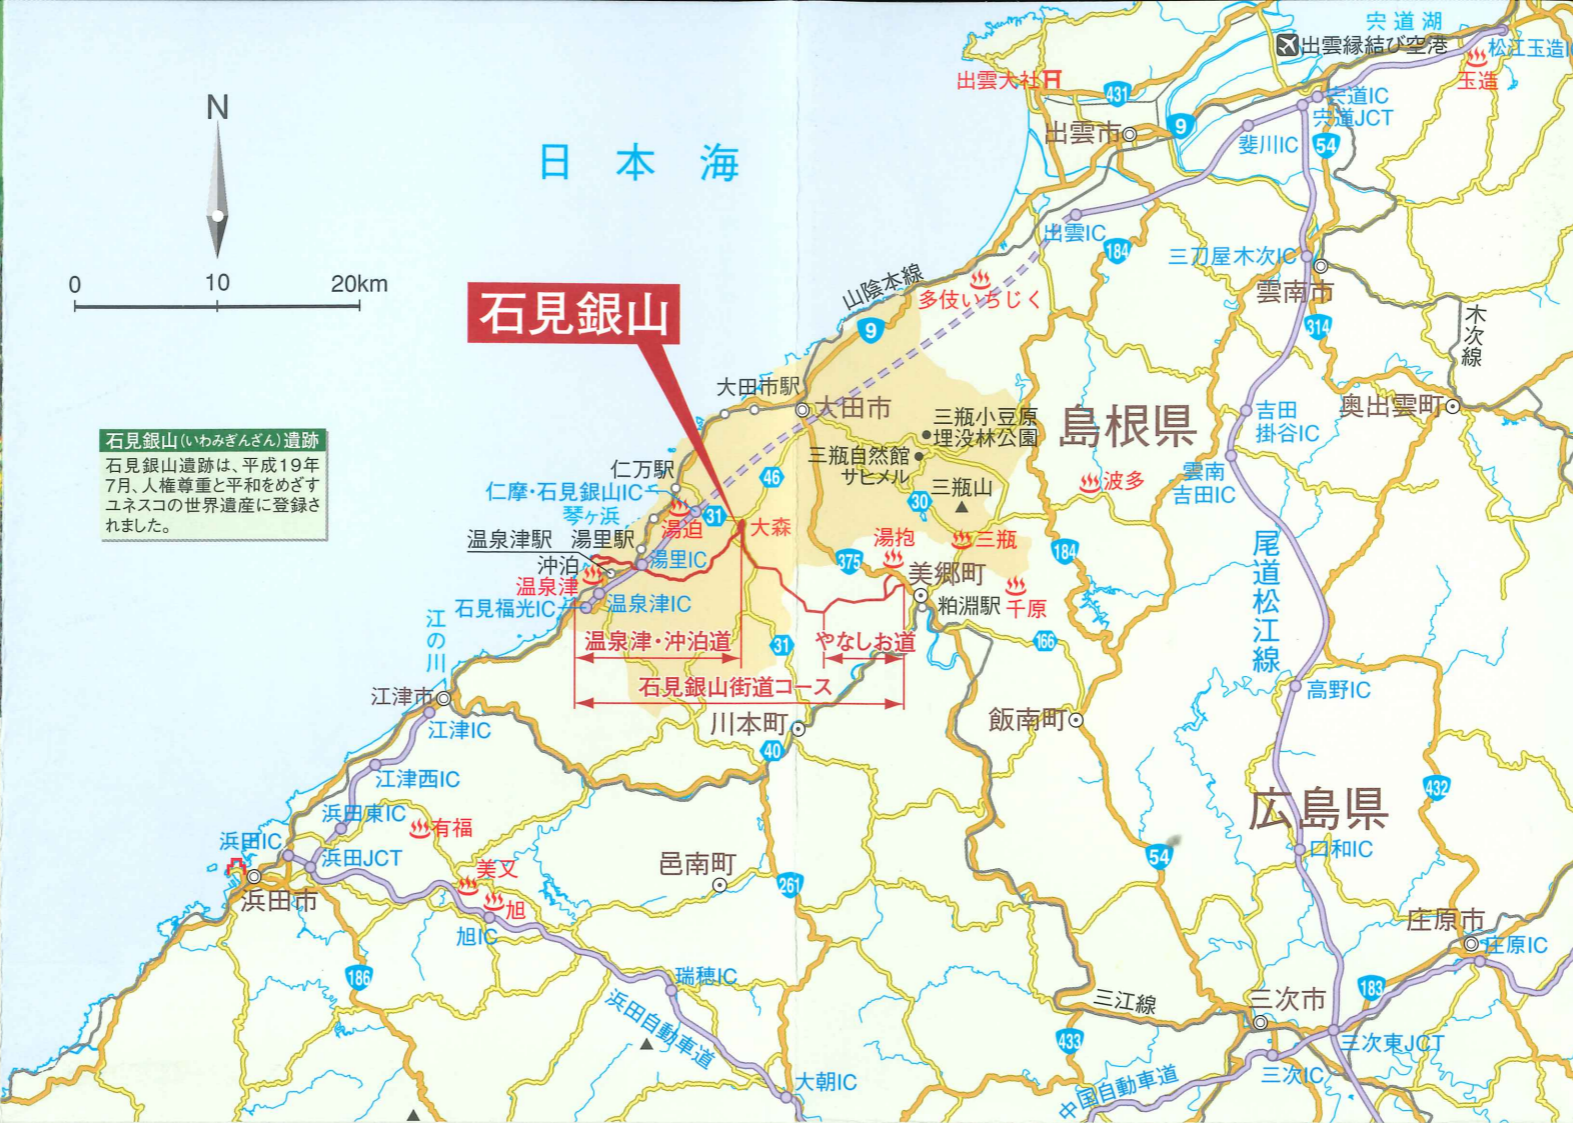 宍道湖
出雲縁結び空港
松江玉造I
玉造
出雲大社
431
出雲市
9
宍道IC
宍道JCT
斐川IC
54
N
日本海
出雲IC
184
三刀屋木次IC
雲南市
0
10
20km
山陰本線
多伎いちじく
9
314
木次線
石見銀山
大田市駅
大田市
三瓶小豆原
埋没林公園
島根県
吉田
掛谷IC
奥出雲町
石見銀山(いわみぎんざん)遺跡
石見銀山遺跡は、平成19年
7月、人権尊重と平和をめざす
ユネスコの世界遺産に登録さ
れました。
三瓶自然館
サヒメル
仁万駅
46
雲南
吉田IC
波多
仁摩・石見銀山IC
30
三瓶山
琴ヶ浜
湯迫
31
大森
温泉津駅
湯里駅
湯抱
三瓶
尾道松江線
沖泊
湯里IC
375
184
温泉津
美郷町
石見福光IC
温泉津IC
粕淵駅
千原
江の川
温泉津・沖泊道
31
やなしお道
166
石見銀山街道コース
江津市
高野IC
江津IC
川本町
飯南町
40
江津西IC
432
浜田東IC
有福
広島県
浜田IC
浜田JCT
口和IC
54
美又
邑南町
浜田市
旭
261
旭IC
庄原市
庄原IC
186
瑞穂IC
183
浜田自動車道
三江線
三次市
433
三次東JCT
大朝IC
中国自動車道
三次IC